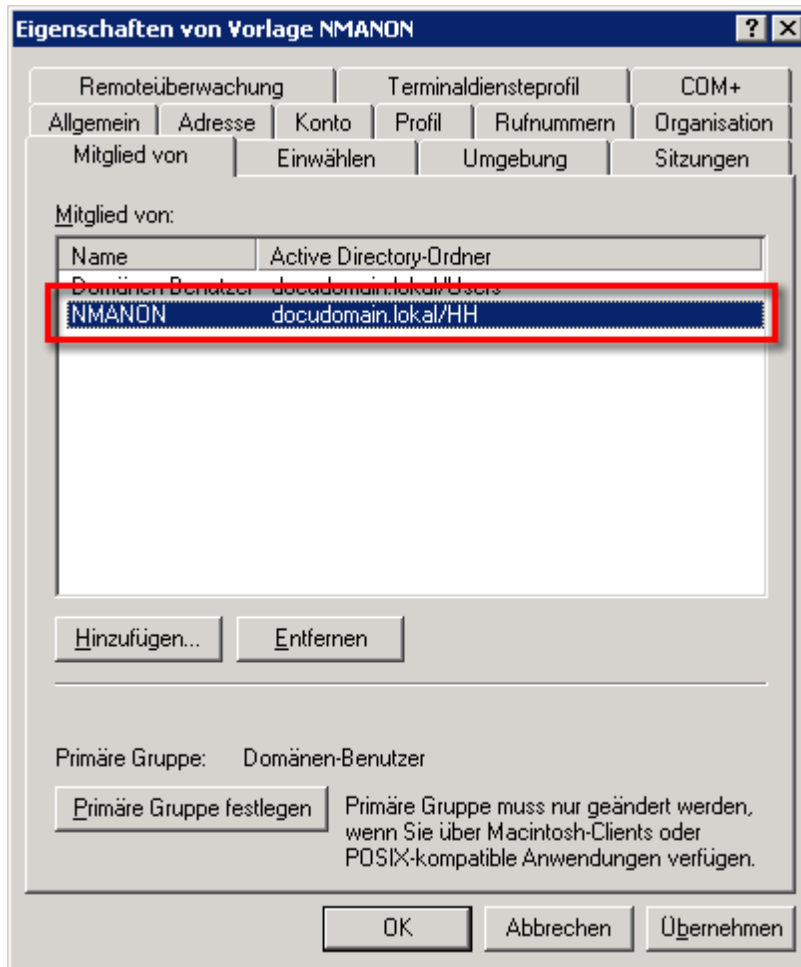 Eigenschaften von Vorlage NMANON
Remoteüberwachung Terminaldiensteprofil COM+
Allgemein Adresse Konto Profil Rufnummern Organisation
Mitglied von Einwählen Umgebung Sitzungen
Mitglied von:
Name Active Directory-Ordner
Domänen-Benutzer docudomain.lokal/Users
NMANON docudomain.lokal/HH
Hinzufügen... Entfernen
Primäre Gruppe: Domänen-Benutzer
Primäre Gruppe festlegen
Primäre Gruppe muss nur geändert werden,
wenn Sie über Macintosh-Clients oder
POSIX-kompatible Anwendungen verfügen.
OK Abbrechen Übernehmen